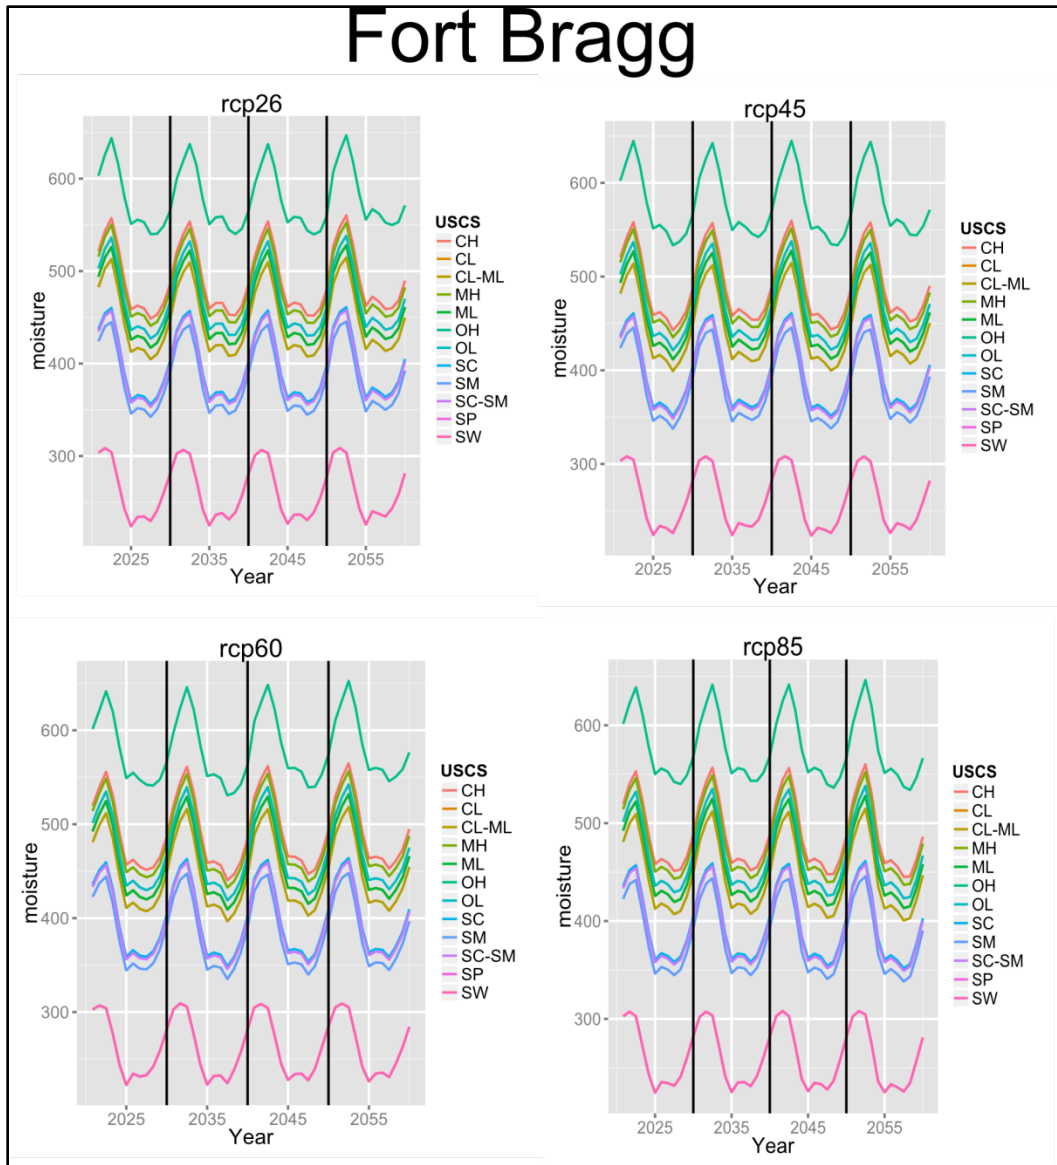 Fort Bragg
rcp26
moisture
600
500
400
300
2025
2035
2045
2055
Year
USCS
CH
CL
CL-ML
MH
ML
OH
OL
SC
SM
SC-SM
SP
SW
rcp45
moisture
600
500
400
300
2025
2035
2045
2055
Year
USCS
CH
CL
CL-ML
MH
ML
OH
OL
SC
SM
SC-SM
SP
SW
rcp60
moisture
600
500
400
300
2025
2035
2045
2055
Year
USCS
CH
CL
CL-ML
MH
ML
OH
OL
SC
SM
SC-SM
SP
SW
rcp85
moisture
600
500
400
300
2025
2035
2045
2055
Year
USCS
CH
CL
CL-ML
MH
ML
OH
OL
SC
SM
SC-SM
SP
SW